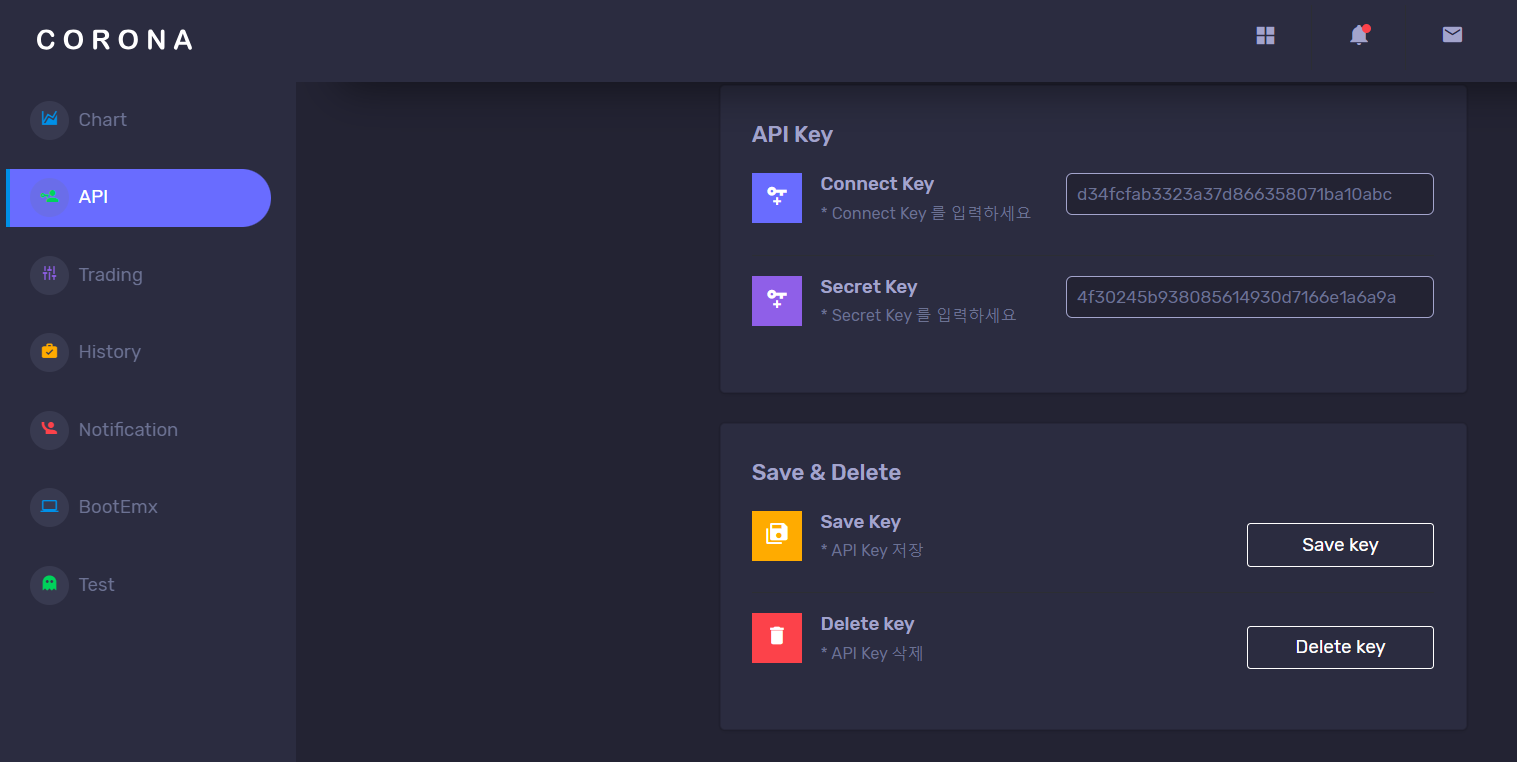 CORONA
Chart
API
Trading
History
Notification
BootEmx
Test
API Key
Connect Key
* Connect Key 를 입력하세요
d34fcfab3323a37d866358071ba10abc
Secret Key
* Secret Key 를 입력하세요
4f30245b938085614930d7166e1a6a9a
Save & Delete
Save Key
* API Key 저장
Save key
Delete key
* API Key 삭제
Delete key